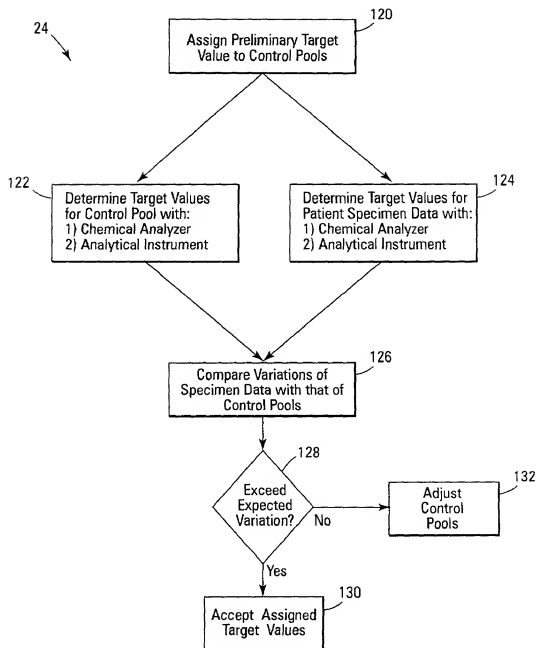 24
120
Assign Preliminary Target
Value to Control Pools
122
Determine Target Values
for Control Pool with:
1) Chemical Analyzer
2) Analytical Instrument
124
Determine Target Values for
Patient Specimen Data with:
1) Chemical Analyzer
2) Analytical Instrument
126
Compare Variations of
Specimen Data with that of
Control Pools
128
Exceed
Expected
Variation?
No
132
Adjust
Control
Pools
Yes
130
Accept Assigned
Target Values